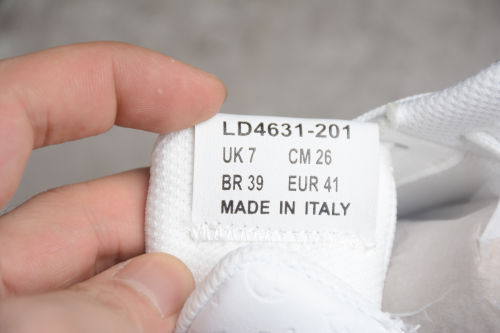 LD4631-201
UK 7 CM 26
BR 39 EUR 41
MADE IN ITALY